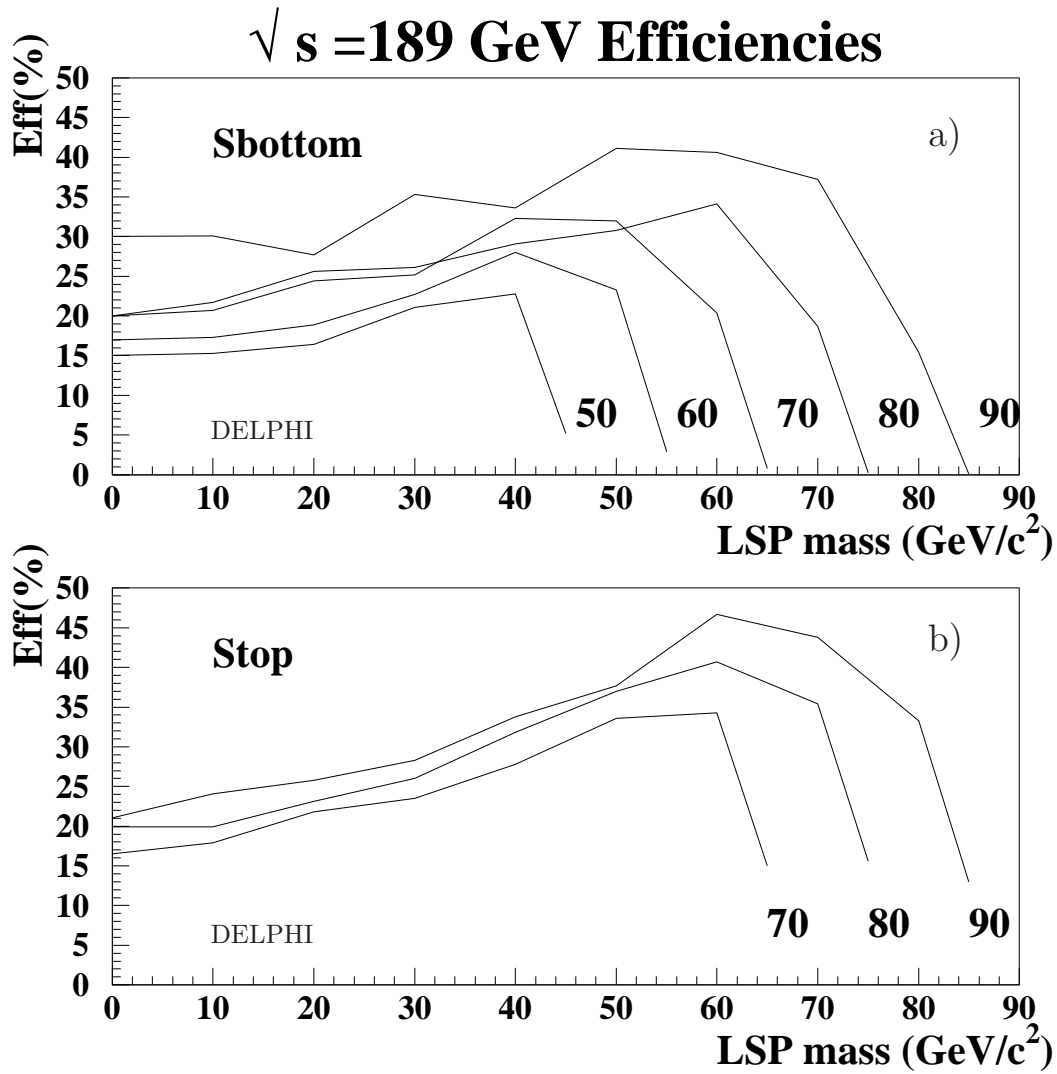 √ s =189 GeV Efficiencies
Eff(%)
50
45
40
35
30
25
20
15
10
5
0
Sbottom
a)
DELPHI
50 60 70 80 90
0 10 20 30 40 50 60 70 80 90
LSP mass (GeV/c²)
Eff(%)
50
45
40
35
30
25
20
15
10
5
0
Stop
b)
DELPHI
70 80 90
0 10 20 30 40 50 60 70 80 90
LSP mass (GeV/c²)